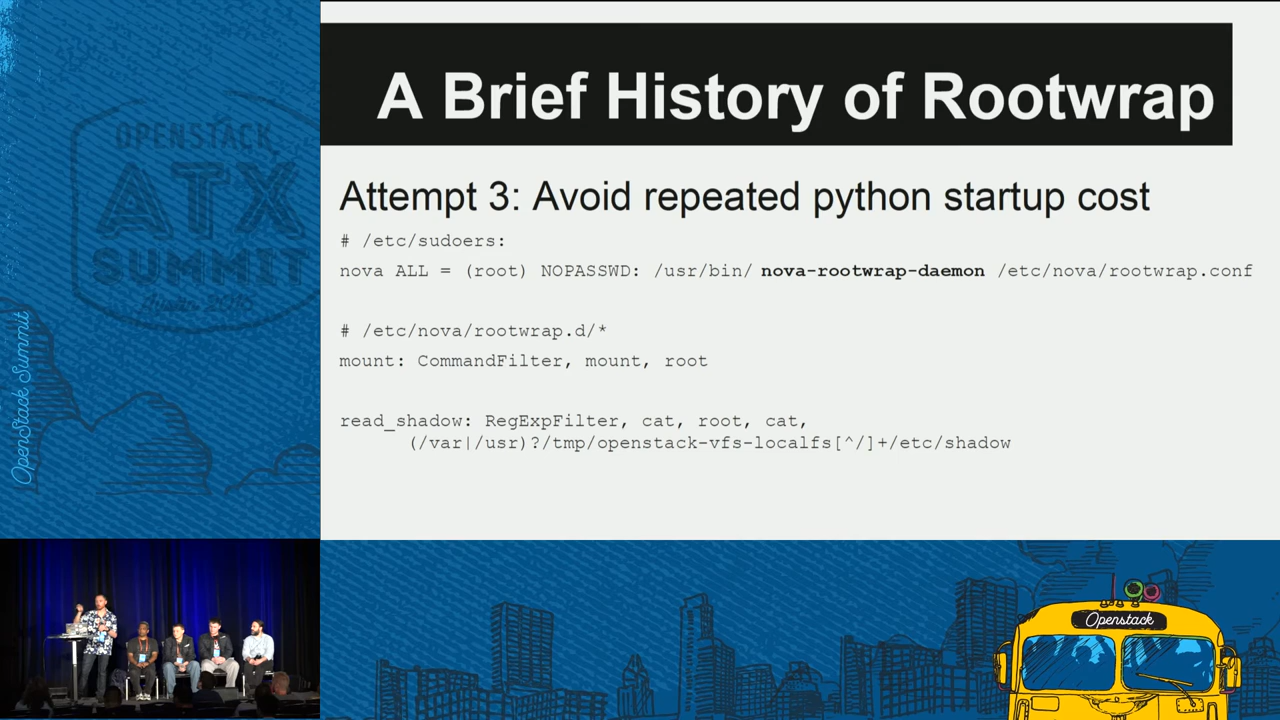 A Brief History of Rootwrap
Attempt 3: Avoid repeated python startup cost
# /etc/sudoers:
nova ALL = (root) NOPASSWD: /usr/bin/ nova-rootwrap-daemon /etc/nova/rootwrap.conf
# /etc/nova/rootwrap.d/*
mount: CommandFilter, mount, root
read_shadow: RegExpFilter, cat, root, cat,
(/var|/usr)?/tmp/openstack-vfs-localfs[^/]+/etc/shadow
OPENSTACK
ATX
SUMMIT
Austin 2016
OpenStack Summit
Openstack